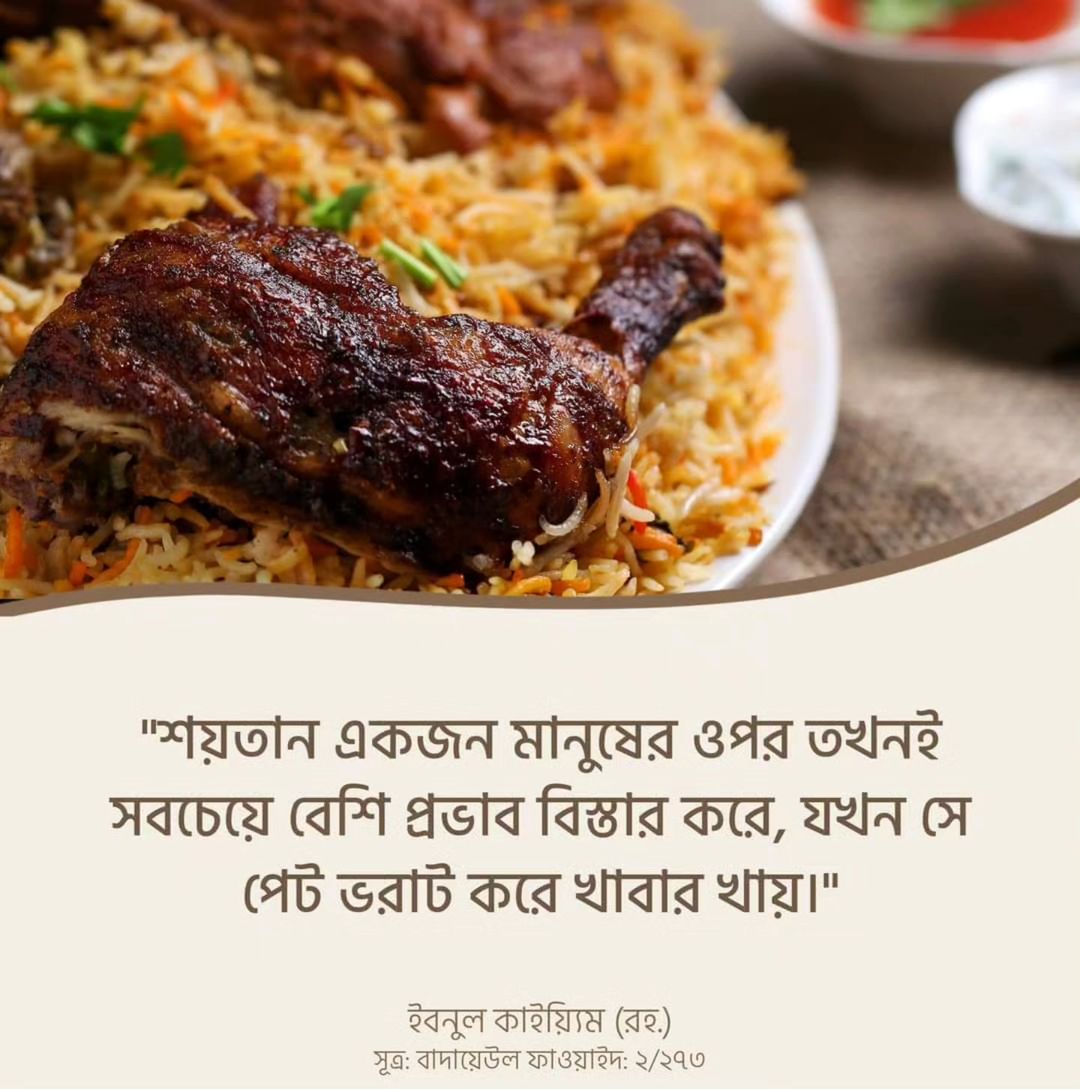 "শয়তান একজন মানুষের ওপর তখনই
সবচেয়ে বেশি প্রভাব বিস্তার করে, যখন সে
পেট ভরাট করে খাবার খায়।"
ইবনুল কাইয়্যিম (রহ.)
সূত্র: বাদায়েউল ফাওয়াইদ: ২/২৭৩